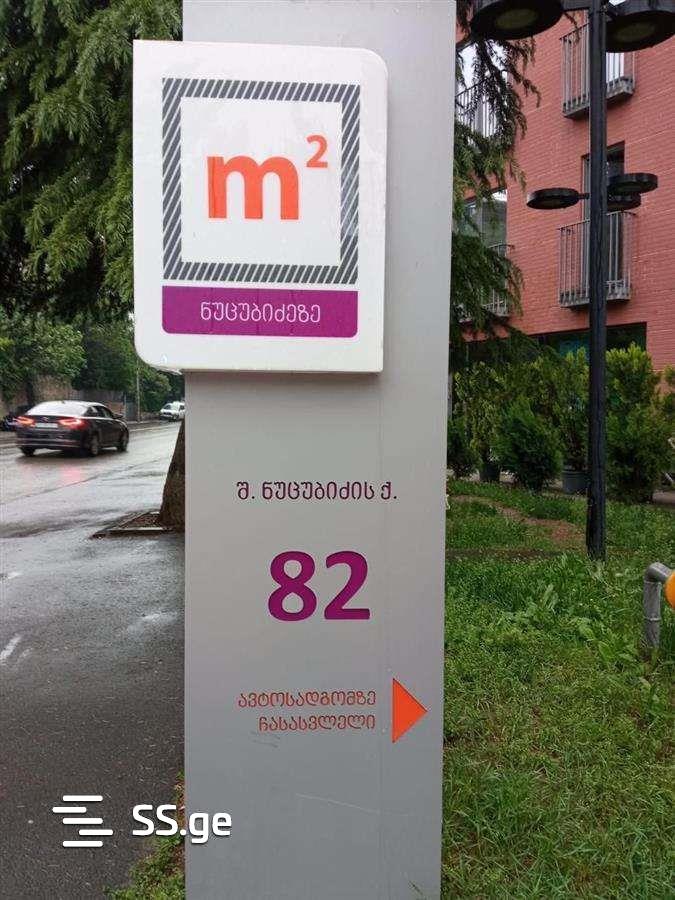 m²
ნუცუბიძეზე
შ. ნუცუბიძის ქ.
82
ავტოსადგომზე
ჩასასვლელი
SS.ge